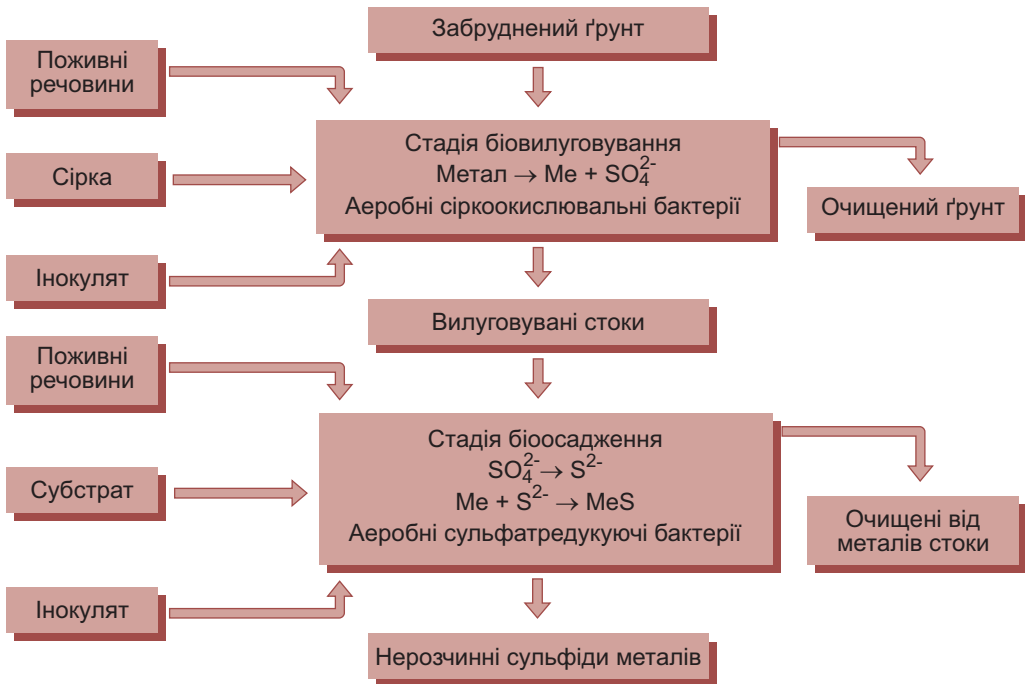 Забруднений ґрунт
Поживні
речовини
Стадія біовилуговування
Метал → Me + SO₄²⁻
Аеробні сіркоокислювальні бактерії
Сірка
Очищений ґрунт
Інокулят
Вилуговувані стоки
Поживні
речовини
Стадія біоосадження
SO₄²⁻ → S²⁻
Me + S²⁻ → MeS
Аеробні сульфатредукуючі бактерії
Субстрат
Очищені від
металів стоки
Інокулят
Нерозчинні сульфіди металів